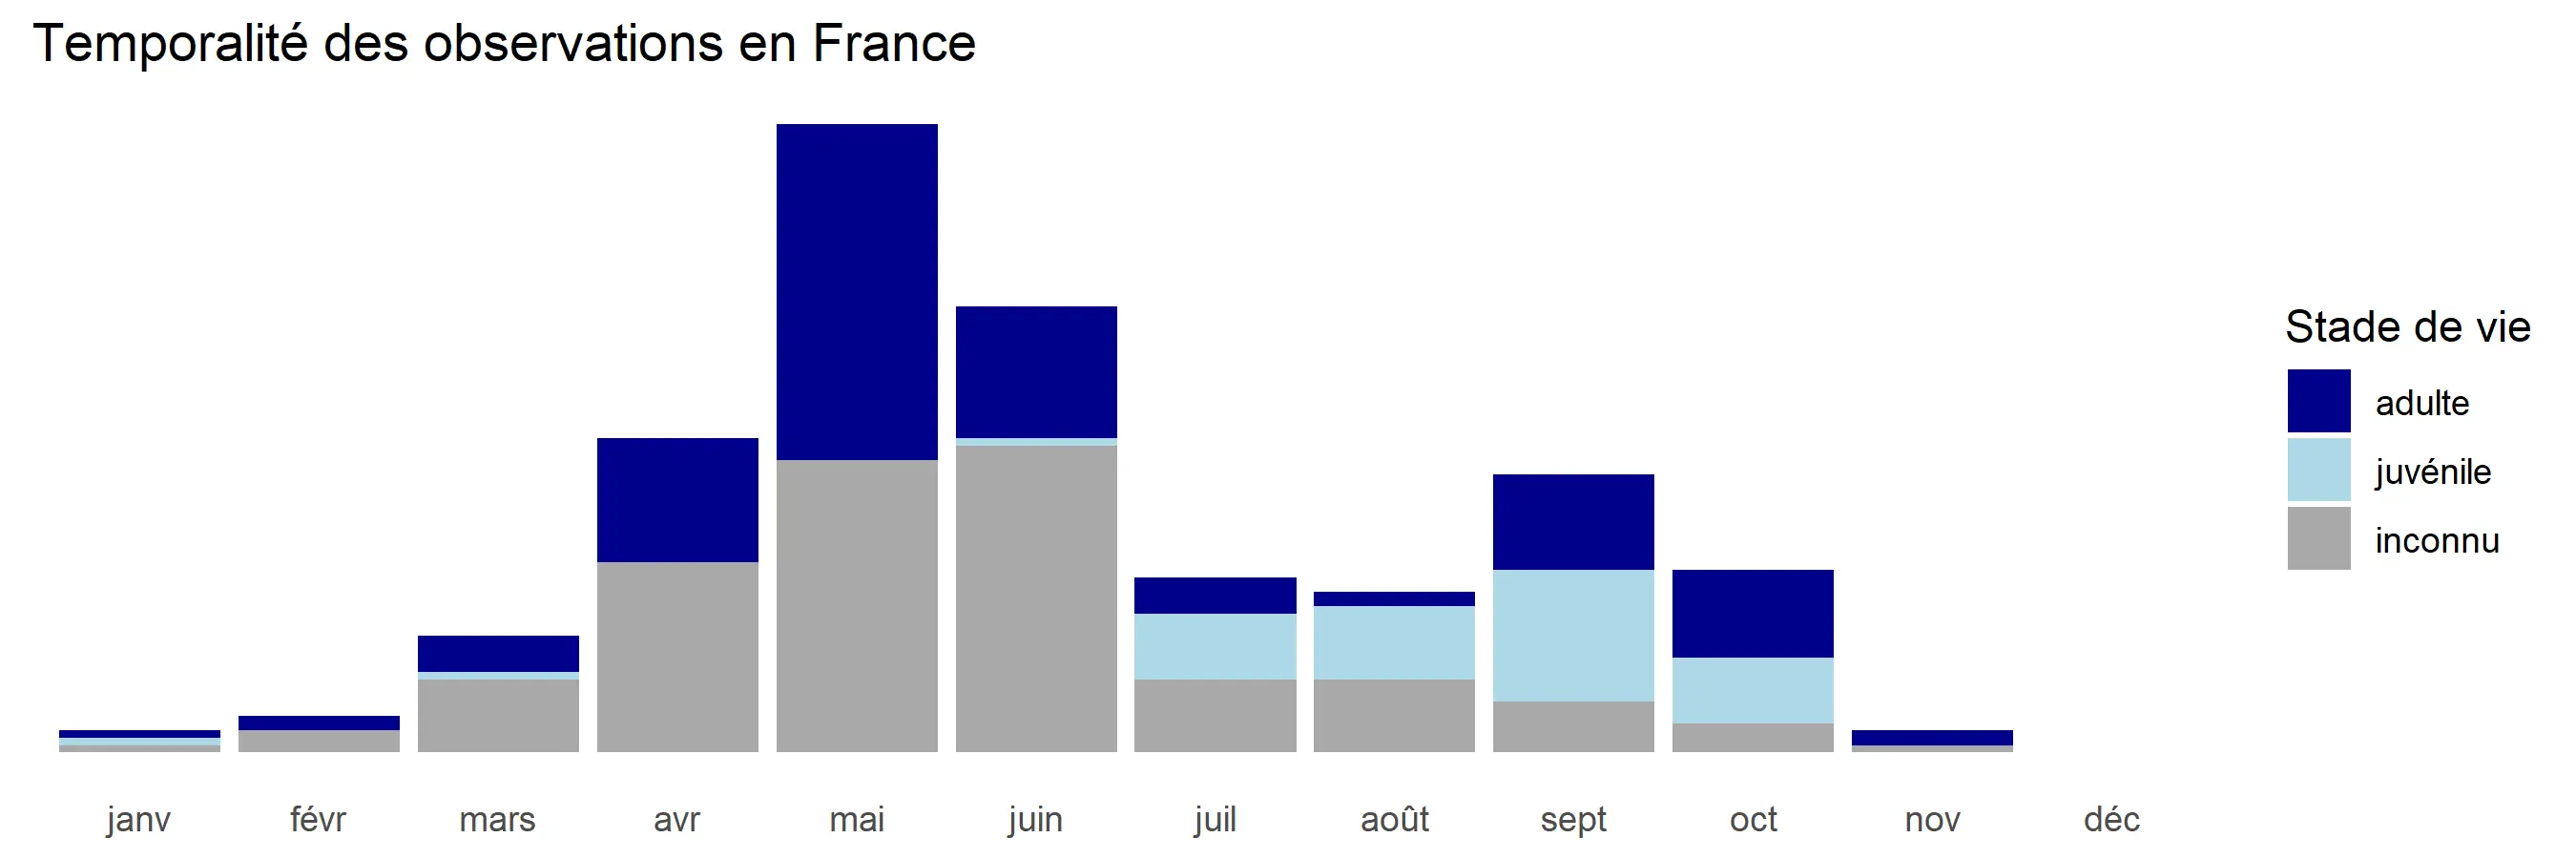 Temporalité des observations en France
Stade de vie
adulte
juvénile
inconnu
janv févr mars avr mai juin juil août sept oct nov déc